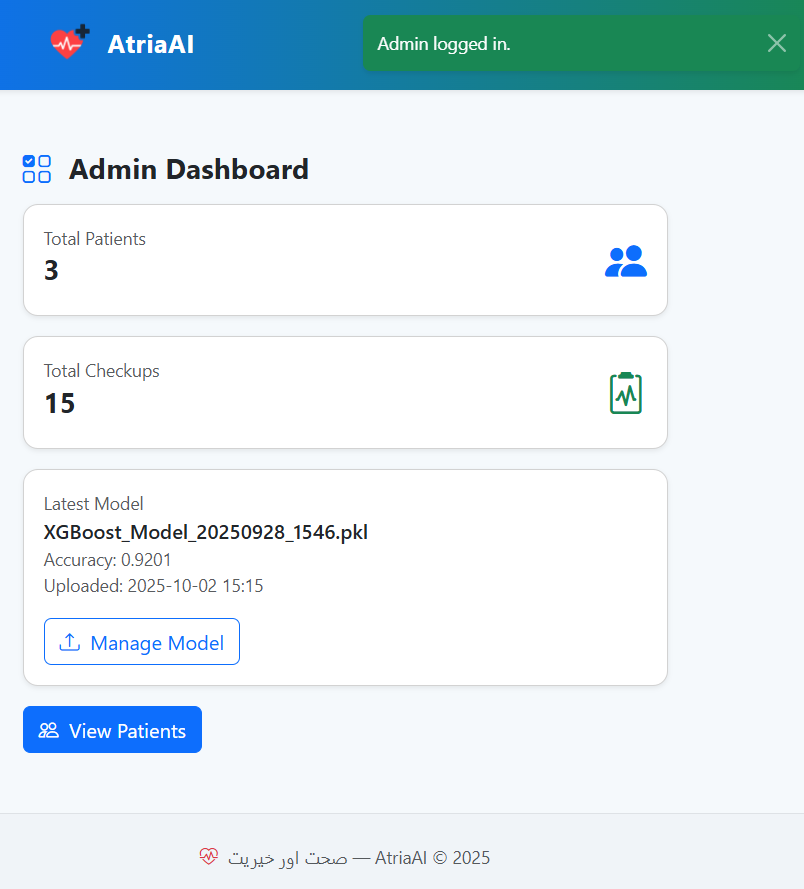 AtriaAI
Admin logged in.
Admin Dashboard
Total Patients
3
Total Checkups
15
Latest Model
XGBoost_Model_20250928_1546.pkl
Accuracy: 0.9201
Uploaded: 2025-10-02 15:15
Manage Model
View Patients
صحت اور خیریت — AtriaAI © 2025